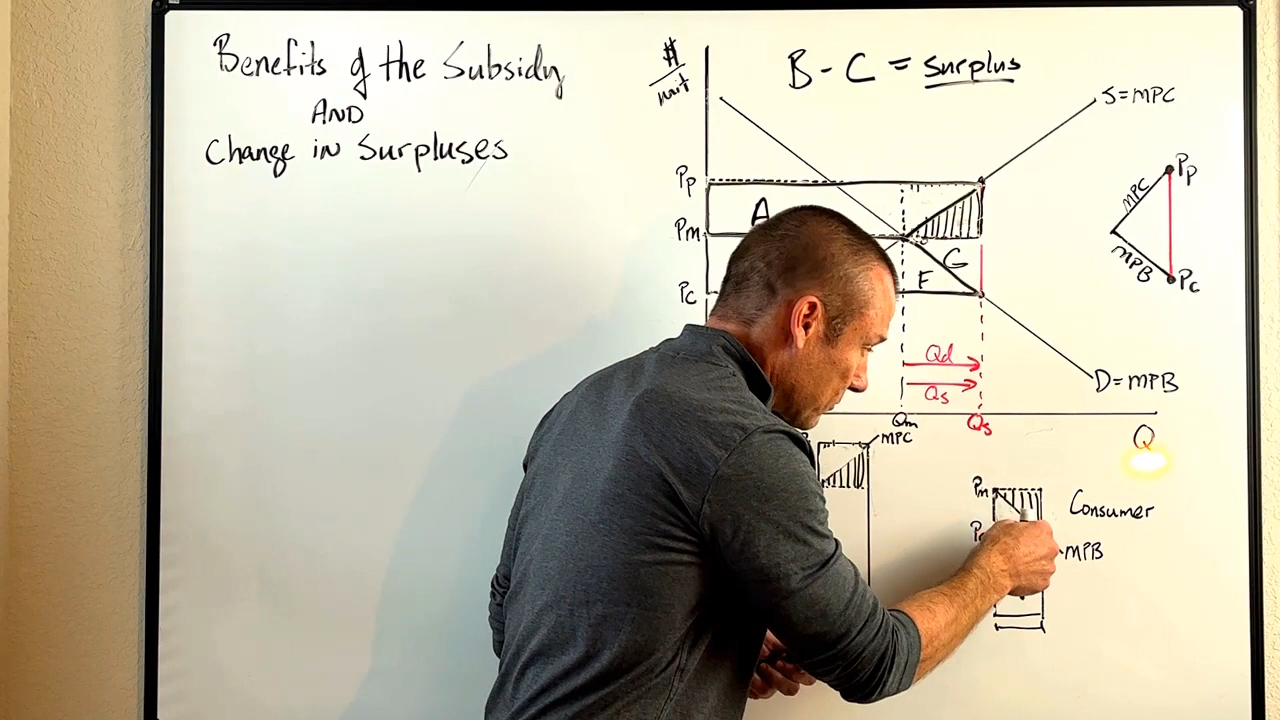 Benefits of the Subsidy
AND
Change in Surpluses
$/unit
B - C = Surplus
S = MPC
Pp
A
Pm
G
F
Pc
Qd
Qs
D = MPB
Qm
Qs
Q
MPC
MPB
Pp
Pc
MPC
Pm
Consumer
MPB